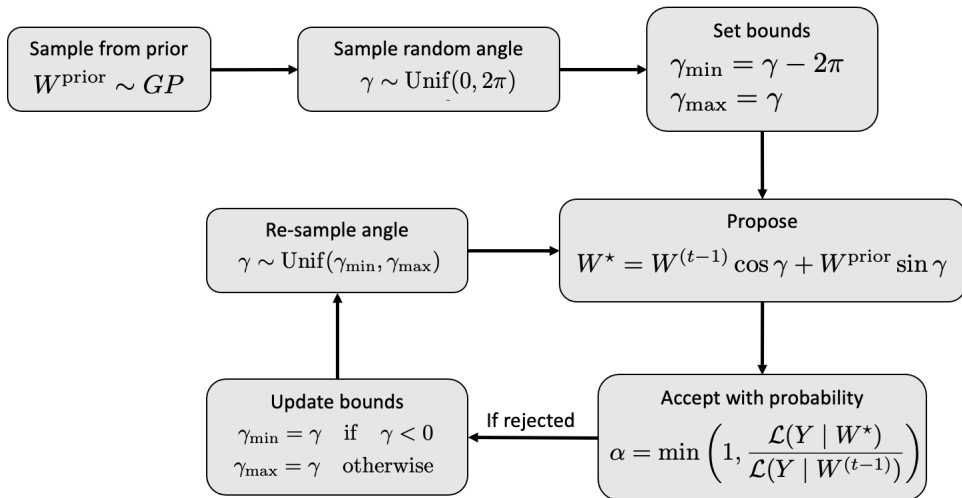 Sample from prior
W^prior ∼ GP
Sample random angle
γ ∼ Unif(0, 2π)
Set bounds
γ_min = γ − 2π
γ_max = γ
Re-sample angle
γ ∼ Unif(γ_min, γ_max)
Propose
W^⋆ = W^(t−1) cos γ + W^prior sin γ
Update bounds
γ_min = γ if γ < 0
γ_max = γ otherwise
If rejected
Accept with probability
α = min(1, ℒ(Y | W^⋆) / ℒ(Y | W^(t−1)))